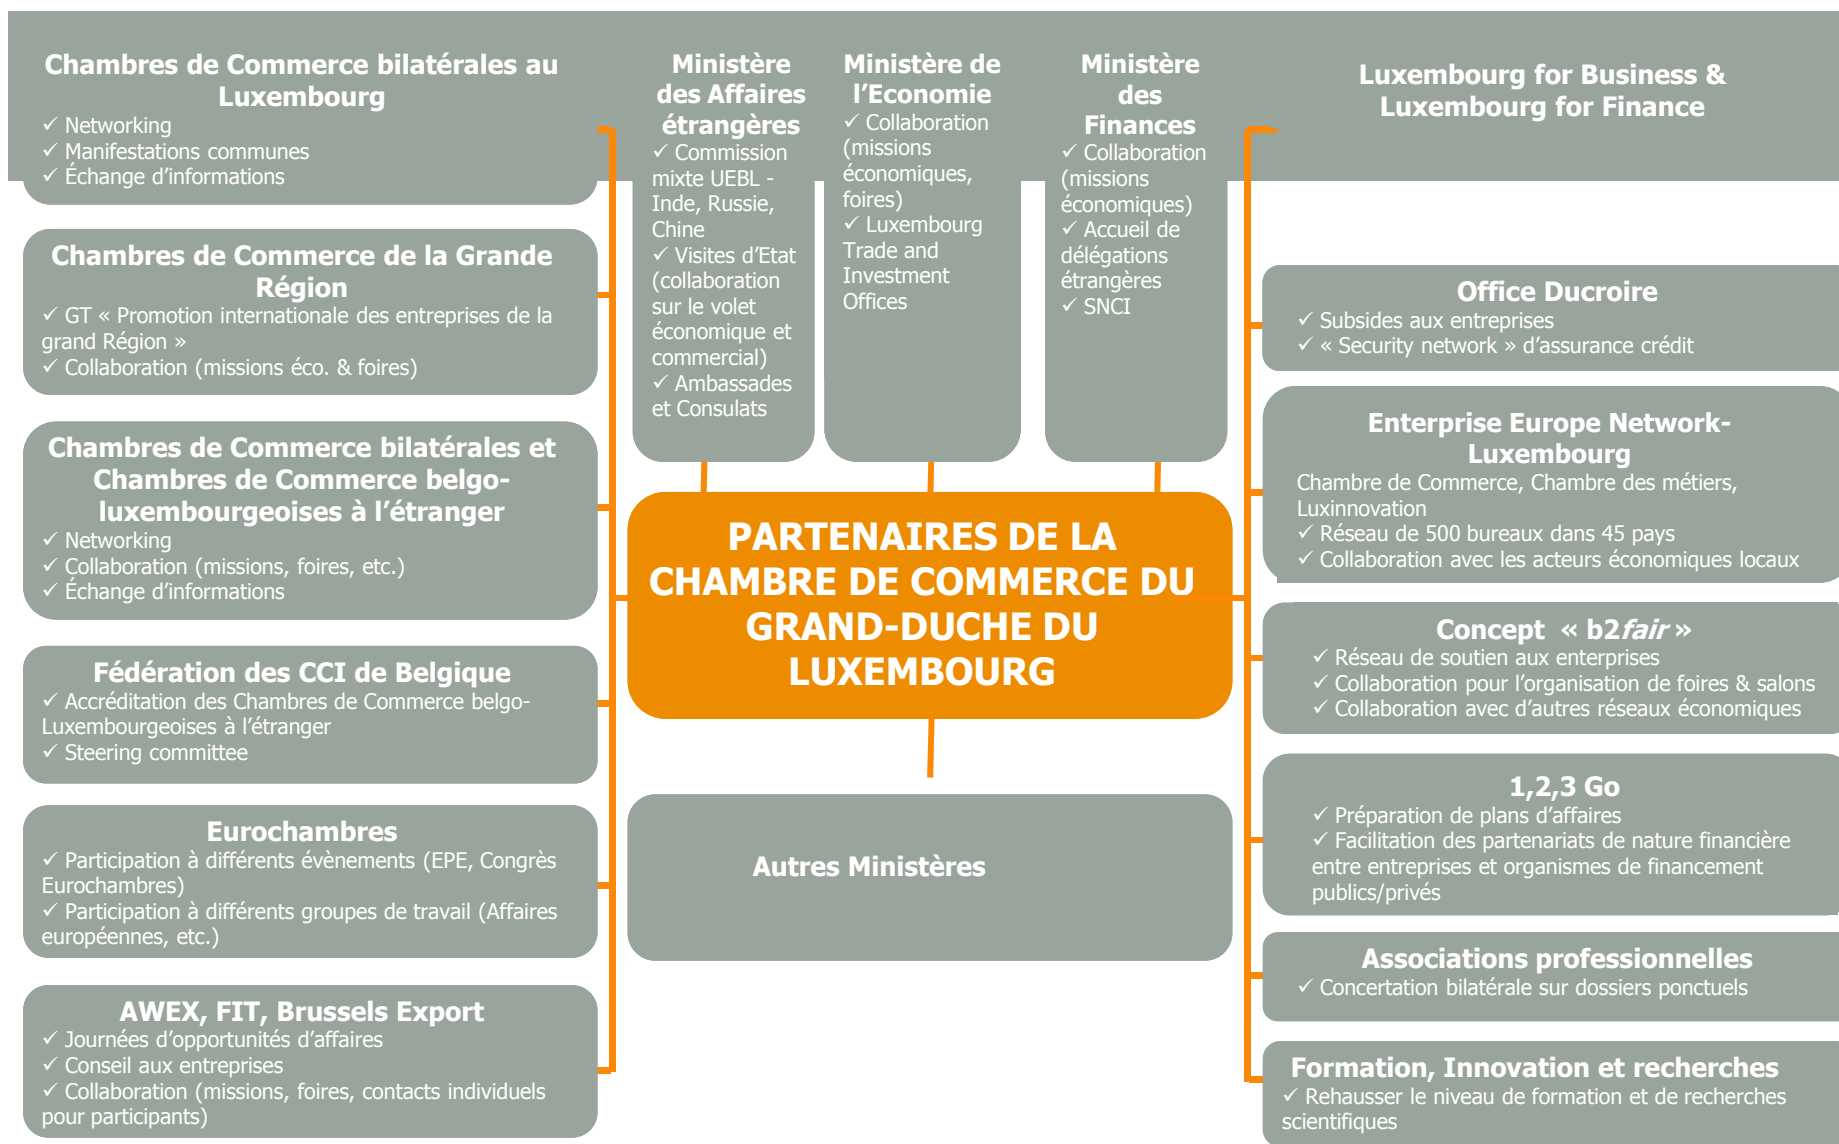 Chambres de Commerce bilatérales au
Luxembourg
✓ Networking
✓ Manifestations communes
✓ Échange d'informations
Chambres de Commerce de la Grande
Région
✓ GT « Promotion internationale des entreprises de la
grand Région »
✓ Collaboration (missions éco. & foires)
Chambres de Commerce bilatérales et
Chambres de Commerce belgo-
luxembourgeoises à l'étranger
✓ Networking
✓ Collaboration (missions, foires, etc.)
✓ Échange d'informations
Fédération des CCI de Belgique
✓ Accréditation des Chambres de Commerce belgo-
Luxembourgeoises à l'étranger
✓ Steering committee
Eurochambres
✓ Participation à différents évènements (EPE, Congrès
Eurochambres)
✓ Participation à différents groupes de travail (Affaires
européennes, etc.)
AWEX, FIT, Brussels Export
✓ Journées d'opportunités d'affaires
✓ Conseil aux entreprises
✓ Collaboration (missions, foires, contacts individuels
pour participants)
Ministère
des Affaires
étrangères
✓ Commission
mixte UEBL -
Inde, Russie,
Chine
✓ Visites d'Etat
(collaboration
sur le volet
économique et
commercial)
✓ Ambassades
et Consulats
Ministère de
l'Economie
✓ Collaboration
(missions
économiques,
foires)
✓ Luxembourg
Trade and
Investment
Offices
Ministère
des
Finances
✓ Collaboration
(missions
économiques)
✓ Accueil de
délégations
étrangères
✓ SNCI
PARTENAIRES DE LA
CHAMBRE DE COMMERCE DU
GRAND-DUCHE DU
LUXEMBOURG
Autres Ministères
Luxembourg for Business &
Luxembourg for Finance
Office Ducroire
✓ Subsides aux entreprises
✓ « Security network » d'assurance crédit
Enterprise Europe Network-
Luxembourg
Chambre de Commerce, Chambre des métiers,
Luxinnovation
✓ Réseau de 500 bureaux dans 45 pays
✓ Collaboration avec les acteurs économiques locaux
Concept « b2fair »
✓ Réseau de soutien aux enterprises
✓ Collaboration pour l'organisation de foires & salons
✓ Collaboration avec d'autres réseaux économiques
1,2,3 Go
✓ Préparation de plans d'affaires
✓ Facilitation des partenariats de nature financière
entre entreprises et organismes de financement
publics/privés
Associations professionnelles
✓ Concertation bilatérale sur dossiers ponctuels
Formation, Innovation et recherches
✓ Rehausser le niveau de formation et de recherches
scientifiques